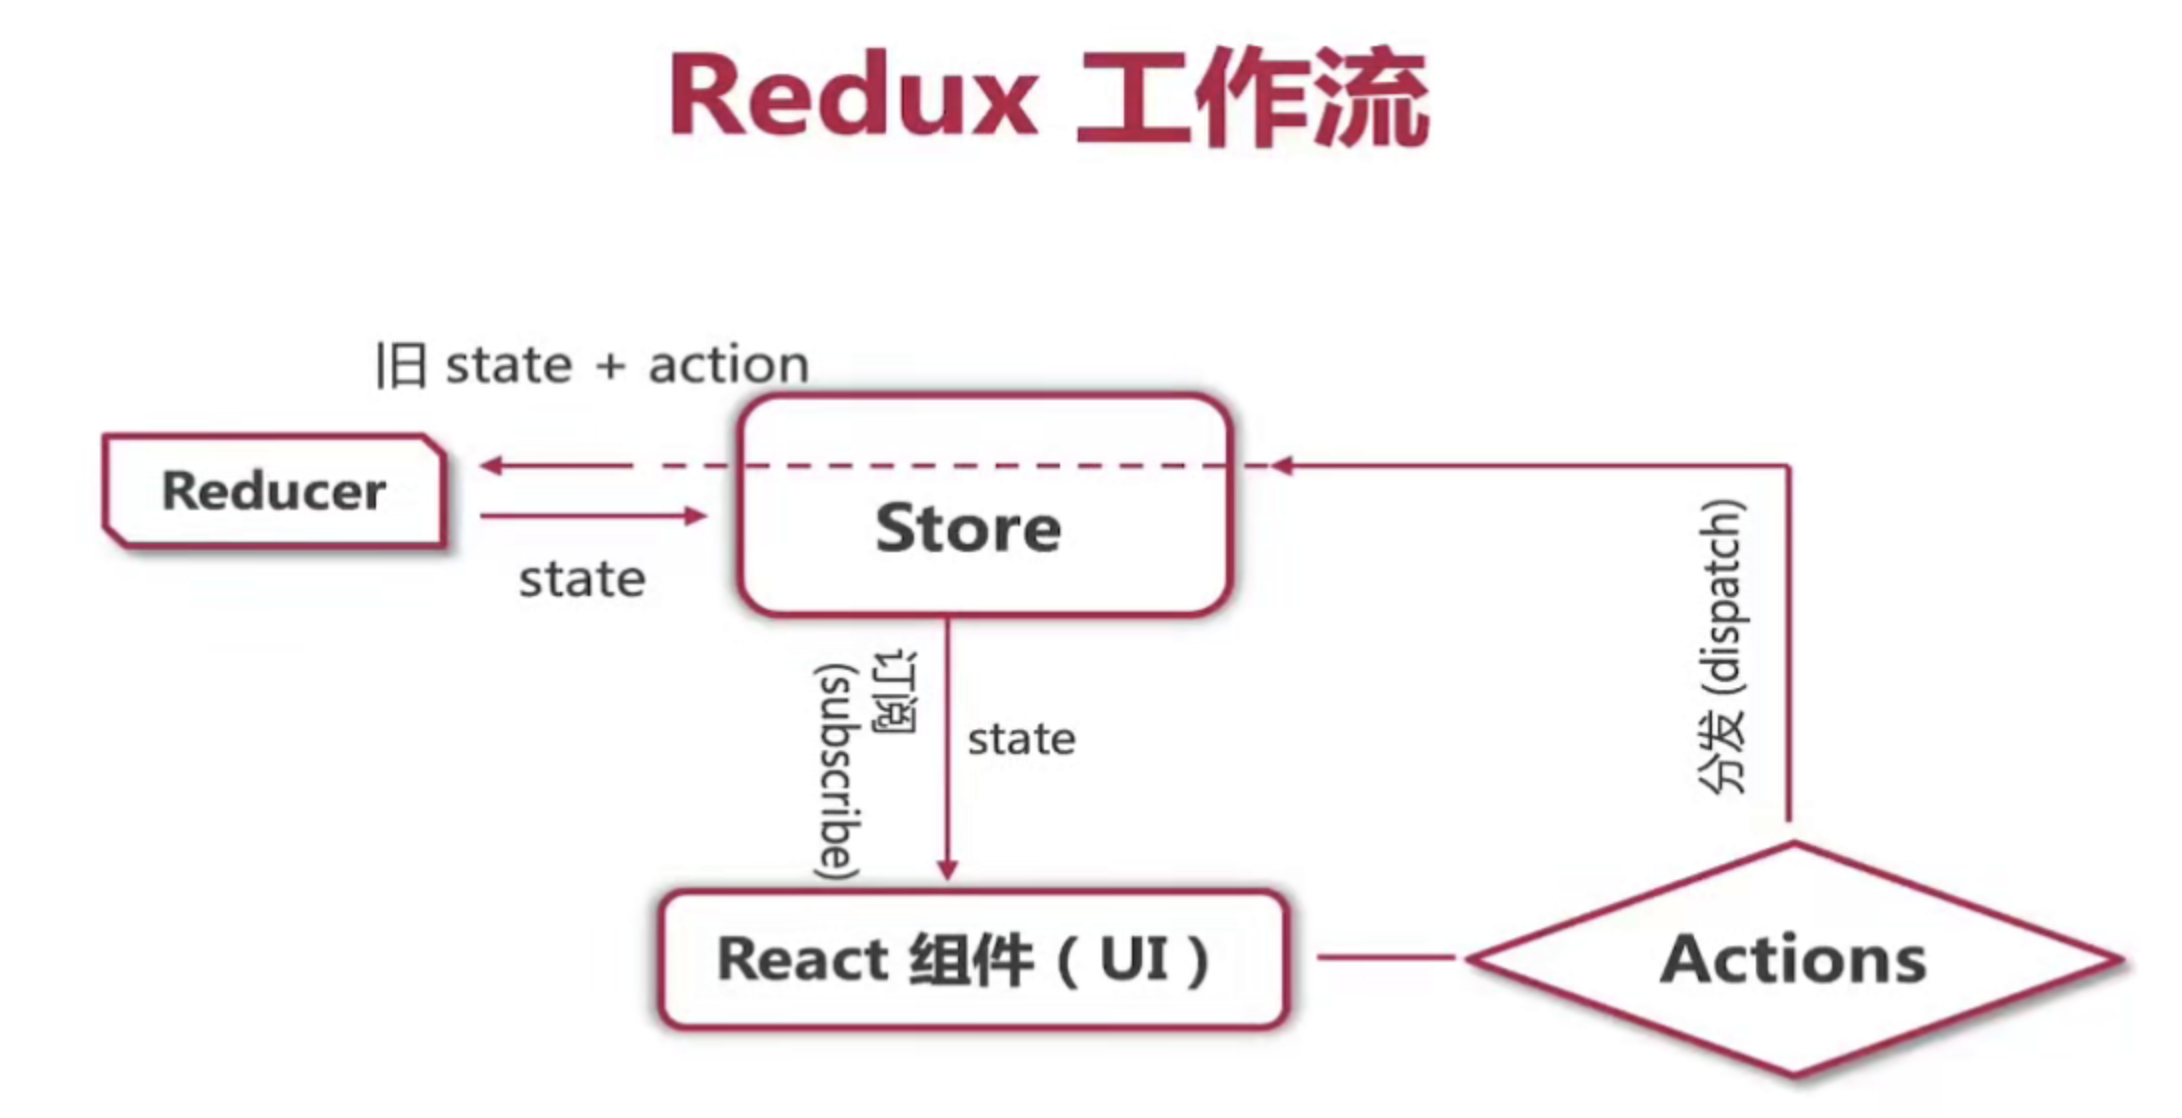 Redux 工作流
旧 state + action
Reducer
Store
state
订阅
(subscribe)
state
分发 (dispatch)
React 组件 ( UI )
Actions